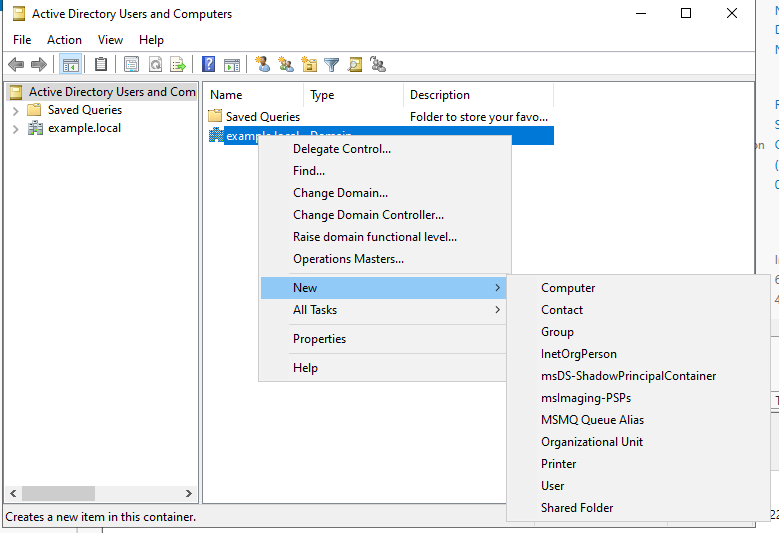 Active Directory Users and Computers
File Action View Help
Active Directory Users and Com
Saved Queries
example.local
Name Type Description
Saved Queries Folder to store your favo...
example.local Domain
Delegate Control...
Find...
Change Domain...
Change Domain Controller...
Raise domain functional level...
Operations Masters...
New
All Tasks
Properties
Help
Computer
Contact
Group
InetOrgPerson
msDS-ShadowPrincipalContainer
msImaging-PSPs
MSMQ Queue Alias
Organizational Unit
Printer
User
Shared Folder
Creates a new item in this container.